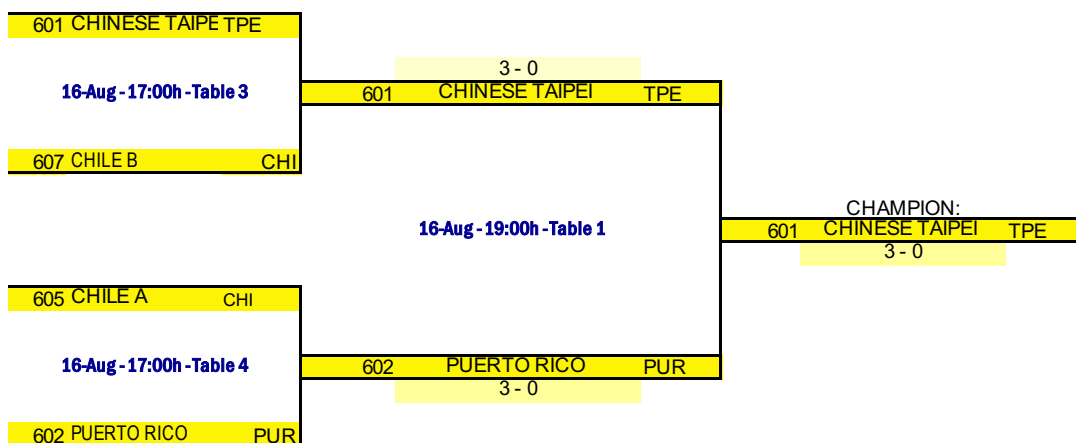 601 CHINESE TAIPE TPE
16-Aug - 17:00h - Table 3
607 CHILE B CHI
3 - 0
601 CHINESE TAIPEI TPE
16-Aug - 19:00h - Table 1
CHAMPION:
601 CHINESE TAIPEI TPE
3 - 0
605 CHILE A CHI
16-Aug - 17:00h - Table 4
602 PUERTO RICO PUR
602 PUERTO RICO PUR
3 - 0